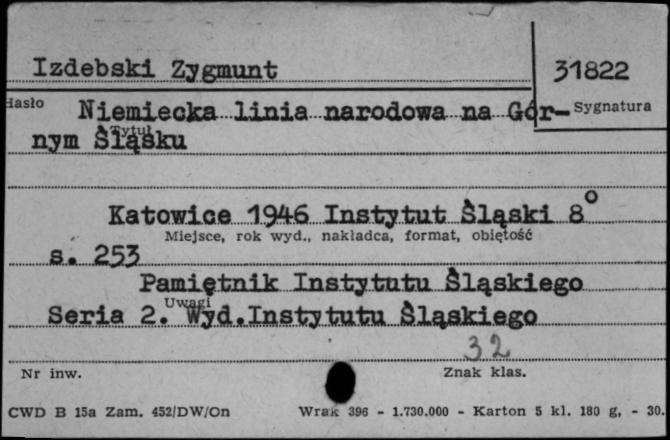 Izdebski Zygmunt
31822
Hasło Niemiecka linia narodowa na Gór- Sygnatura
Tytuł
nym Śląsku
Katowice 1946 Instytut Śląski 8°
Miejsce, rok wyd., nakładca, format, objętość
s. 253
Pamiętnik Instytutu Śląskiego
Uwagi
Seria 2. Wyd.Instytutu Śląskiego
32
Nr inw. Znak klas.
CWD B 15a Zam. 452/DW/On Wrak 396 - 1.730.000 - Karton 5 kl. 180 g, - 30.